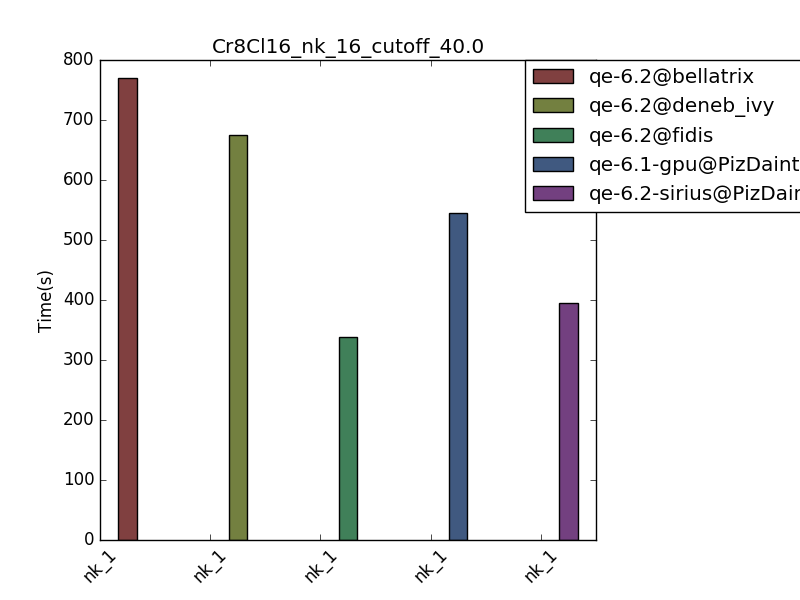 Cr8Cl16_nk_16_cutoff_40.0
800
700
600
500
400
300
200
100
0
Time(s)
nk_1
nk_1
nk_1
nk_1
nk_1
qe-6.2@bellatrix
qe-6.2@deneb_ivy
qe-6.2@fidis
qe-6.1-gpu@PizDaint
qe-6.2-sirius@PizDain